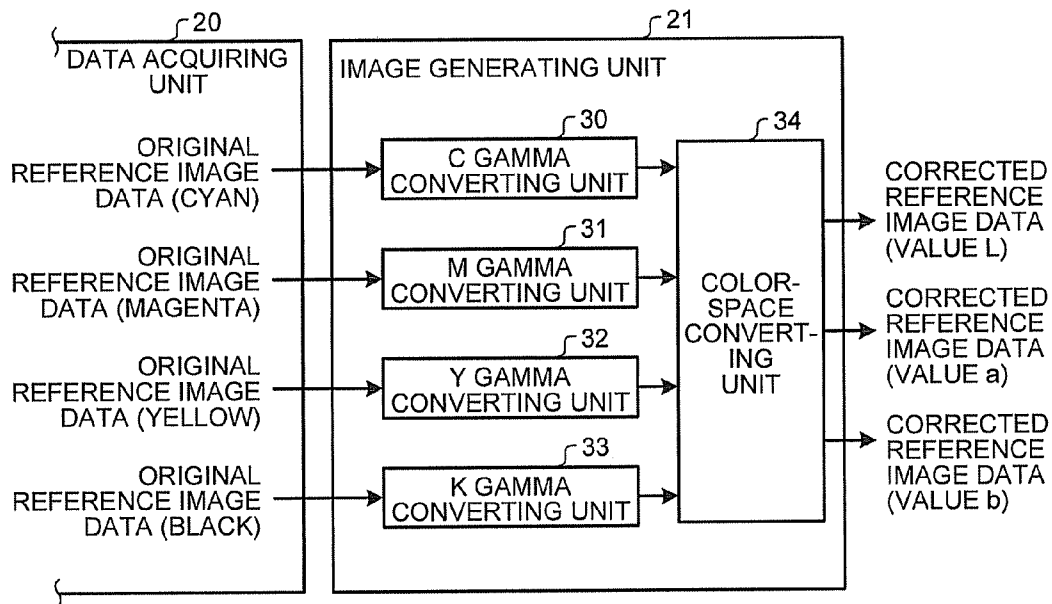 20
DATA ACQUIRING
UNIT
ORIGINAL
REFERENCE IMAGE
DATA (CYAN)
ORIGINAL
REFERENCE IMAGE
DATA (MAGENTA)
ORIGINAL
REFERENCE IMAGE
DATA (YELLOW)
ORIGINAL
REFERENCE IMAGE
DATA (BLACK)
21
IMAGE GENERATING UNIT
30
C GAMMA
CONVERTING UNIT
31
M GAMMA
CONVERTING UNIT
32
Y GAMMA
CONVERTING UNIT
33
K GAMMA
CONVERTING UNIT
34
COLOR-
SPACE
CONVERT-
ING
UNIT
CORRECTED
REFERENCE
IMAGE DATA
(VALUE L)
CORRECTED
REFERENCE
IMAGE DATA
(VALUE a)
CORRECTED
REFERENCE
IMAGE DATA
(VALUE b)